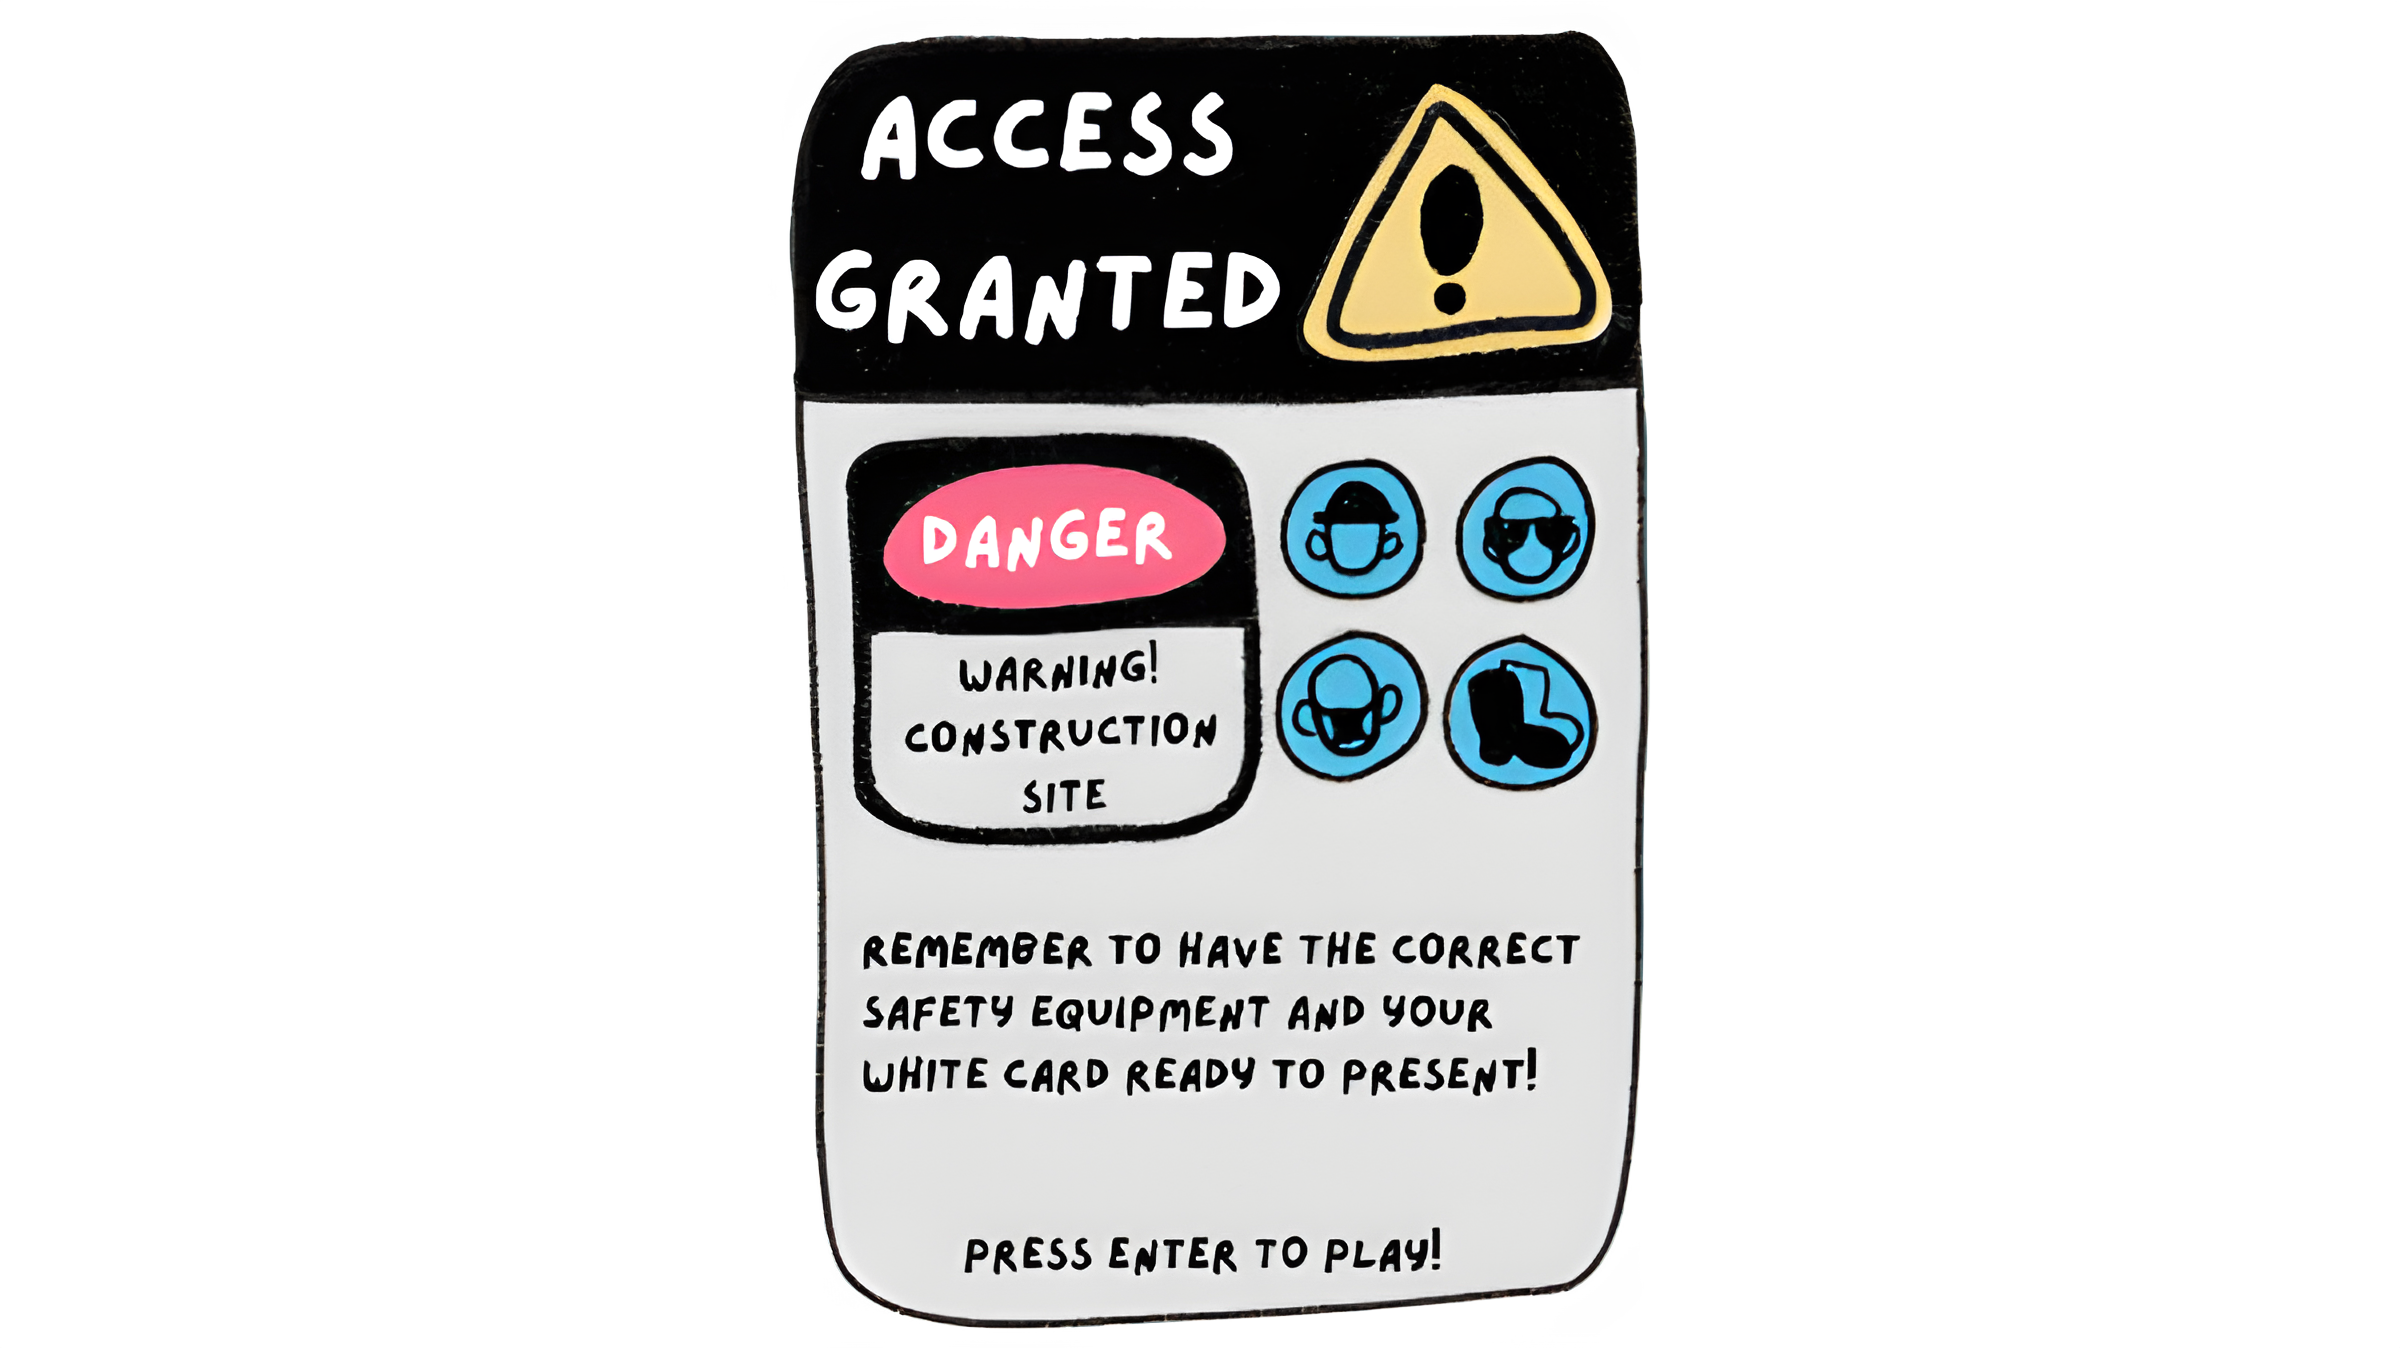 ACCESS
GRANTED
DANGER
WARNING!
CONSTRUCTION
SITE
REMEMBER TO HAVE THE CORRECT
SAFETY EQUIPMENT AND YOUR
WHITE CARD READY TO PRESENT!
PRESS ENTER TO PLAY!